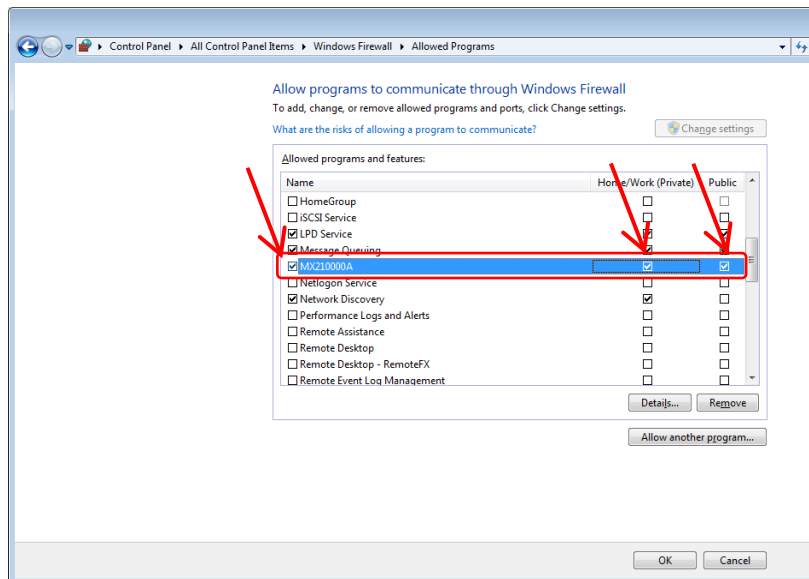 Control Panel
All Control Panel Items
Windows Firewall
Allowed Programs
Allow programs to communicate through Windows Firewall
To add, change, or remove allowed programs and ports, click Change settings.
What are the risks of allowing a program to communicate?
Change settings
Allowed programs and features:
Name Home/Work (Private) Public
HomeGroup
iSCSI Service
LPD Service
Message Queuing
MX210000A
Netlogon Service
Network Discovery
Performance Logs and Alerts
Remote Assistance
Remote Desktop
Remote Desktop - RemoteFX
Remote Event Log Management
Details... Remove
Allow another program...
OK Cancel